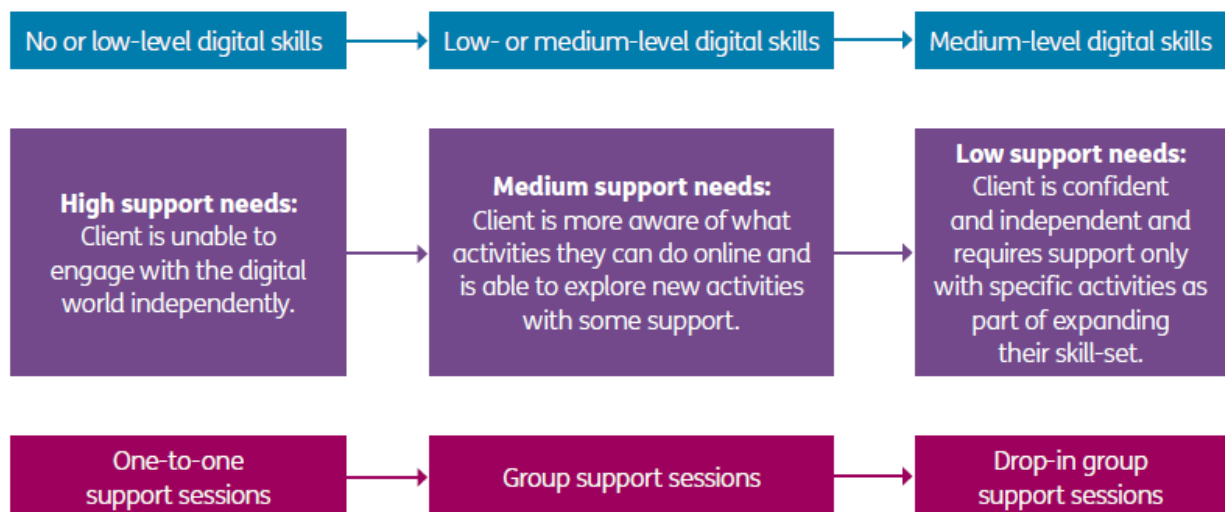 No or low-level digital skills
Low- or medium-level digital skills
Medium-level digital skills
High support needs:
Client is unable to
engage with the digital
world independently.
Medium support needs:
Client is more aware of what
activities they can do online and
is able to explore new activities
with some support.
Low support needs:
Client is confident
and independent and
requires support only
with specific activities as
part of expanding
their skill-set.
One-to-one
support sessions
Group support sessions
Drop-in group
support sessions